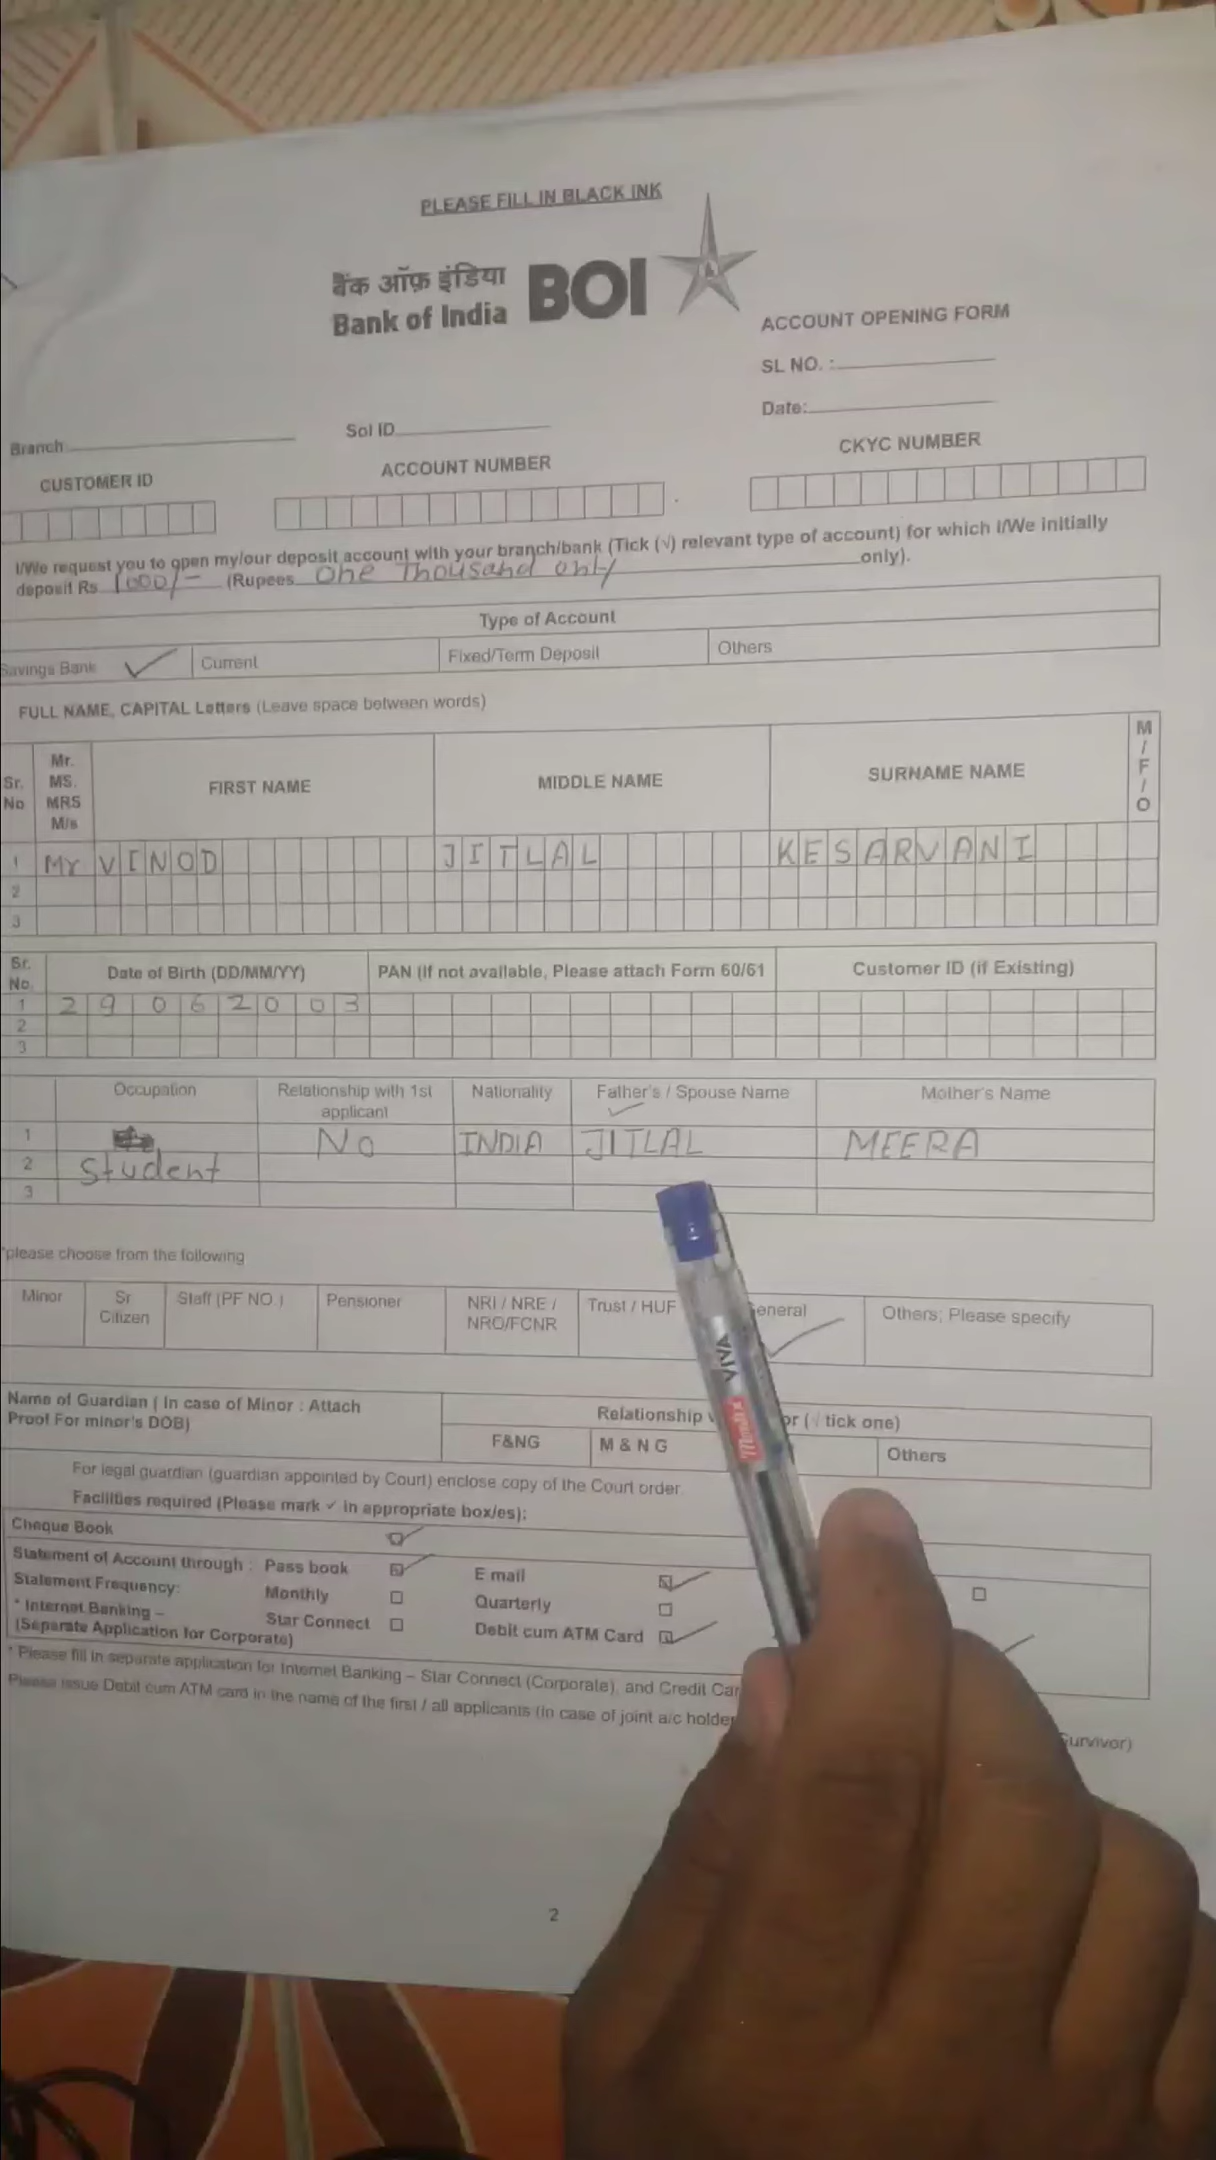 PLEASE FILL IN BLACK INK
बैंक ऑफ़ इंडिया BOI
Bank of India
ACCOUNT OPENING FORM
SL NO. :
Date:
Branch: Sol ID
CUSTOMER ID ACCOUNT NUMBER CKYC NUMBER
I/We request you to open my/our deposit account with your branch/bank (Tick (√) relevant type of account) for which I/We initially
deposit Rs 1000/- (Rupees One Thousand only only).
Type of Account
Savings Bank ✓ Current Fixed/Term Deposit Others
FULL NAME, CAPITAL Letters (Leave space between words)
Sr. No Mr. MS. MRS M/s FIRST NAME MIDDLE NAME SURNAME NAME M/F/O
1 Mr VINOD JITLAL KESARVANI
2
3
Sr. No. Date of Birth (DD/MM/YY) PAN (If not available, Please attach Form 60/61 Customer ID (if Existing)
1 29062003
2
3
Occupation Relationship with 1st applicant Nationality Father's / Spouse Name Mother's Name
1 No INDIA JITLAL MEERA
2 Student
3
*please choose from the following
Minor Sr Citizen Staff (PF NO.) Pensioner NRI / NRE / NRO/FCNR Trust / HUF eneral ✓ Others; Please specify
Name of Guardian ( In case of Minor : Attach
Proof For minor's DOB)
Relationship or (√ tick one)
F&NG M & N G Others
For legal guardian (guardian appointed by Court) enclose copy of the Court order
Facilities required (Please mark ✓ in appropriate box/es):
Cheque Book ✓
Statement of Account through : Pass book ✓ E mail ✓
Statement Frequency: Monthly Quarterly
* Internet Banking – Star Connect Debit cum ATM Card ✓
(Separate Application for Corporate)
* Please fill in separate application for Internet Banking – Star Connect (Corporate), and Credit Car
Please issue Debit cum ATM card in the name of the first / all applicants (in case of joint a/c holder Survivor)
2
VIVA
Montex